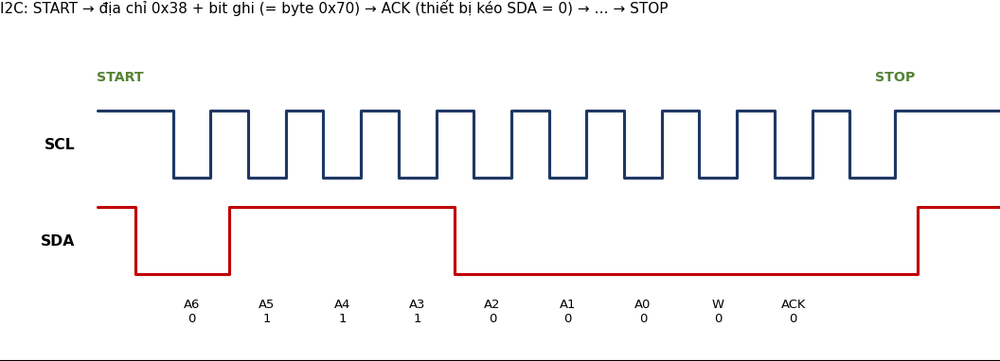 I2C: START → địa chỉ 0x38 + bit ghi (= byte 0x70) → ACK (thiết bị kéo SDA = 0) → ... → STOP
START STOP
SCL
SDA
A6 A5 A4 A3 A2 A1 A0 W ACK
0 1 1 1 0 0 0 0 0